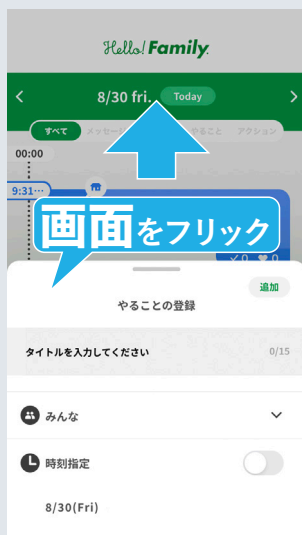 Hello! Family.
8/30 fri. Today
すべて メッセージ やること アクション
00:00
9:31…
画面をフリック
0 0
追加
やることの登録
タイトルを入力してください 0/15
みんな
時刻指定
8/30(Fri)